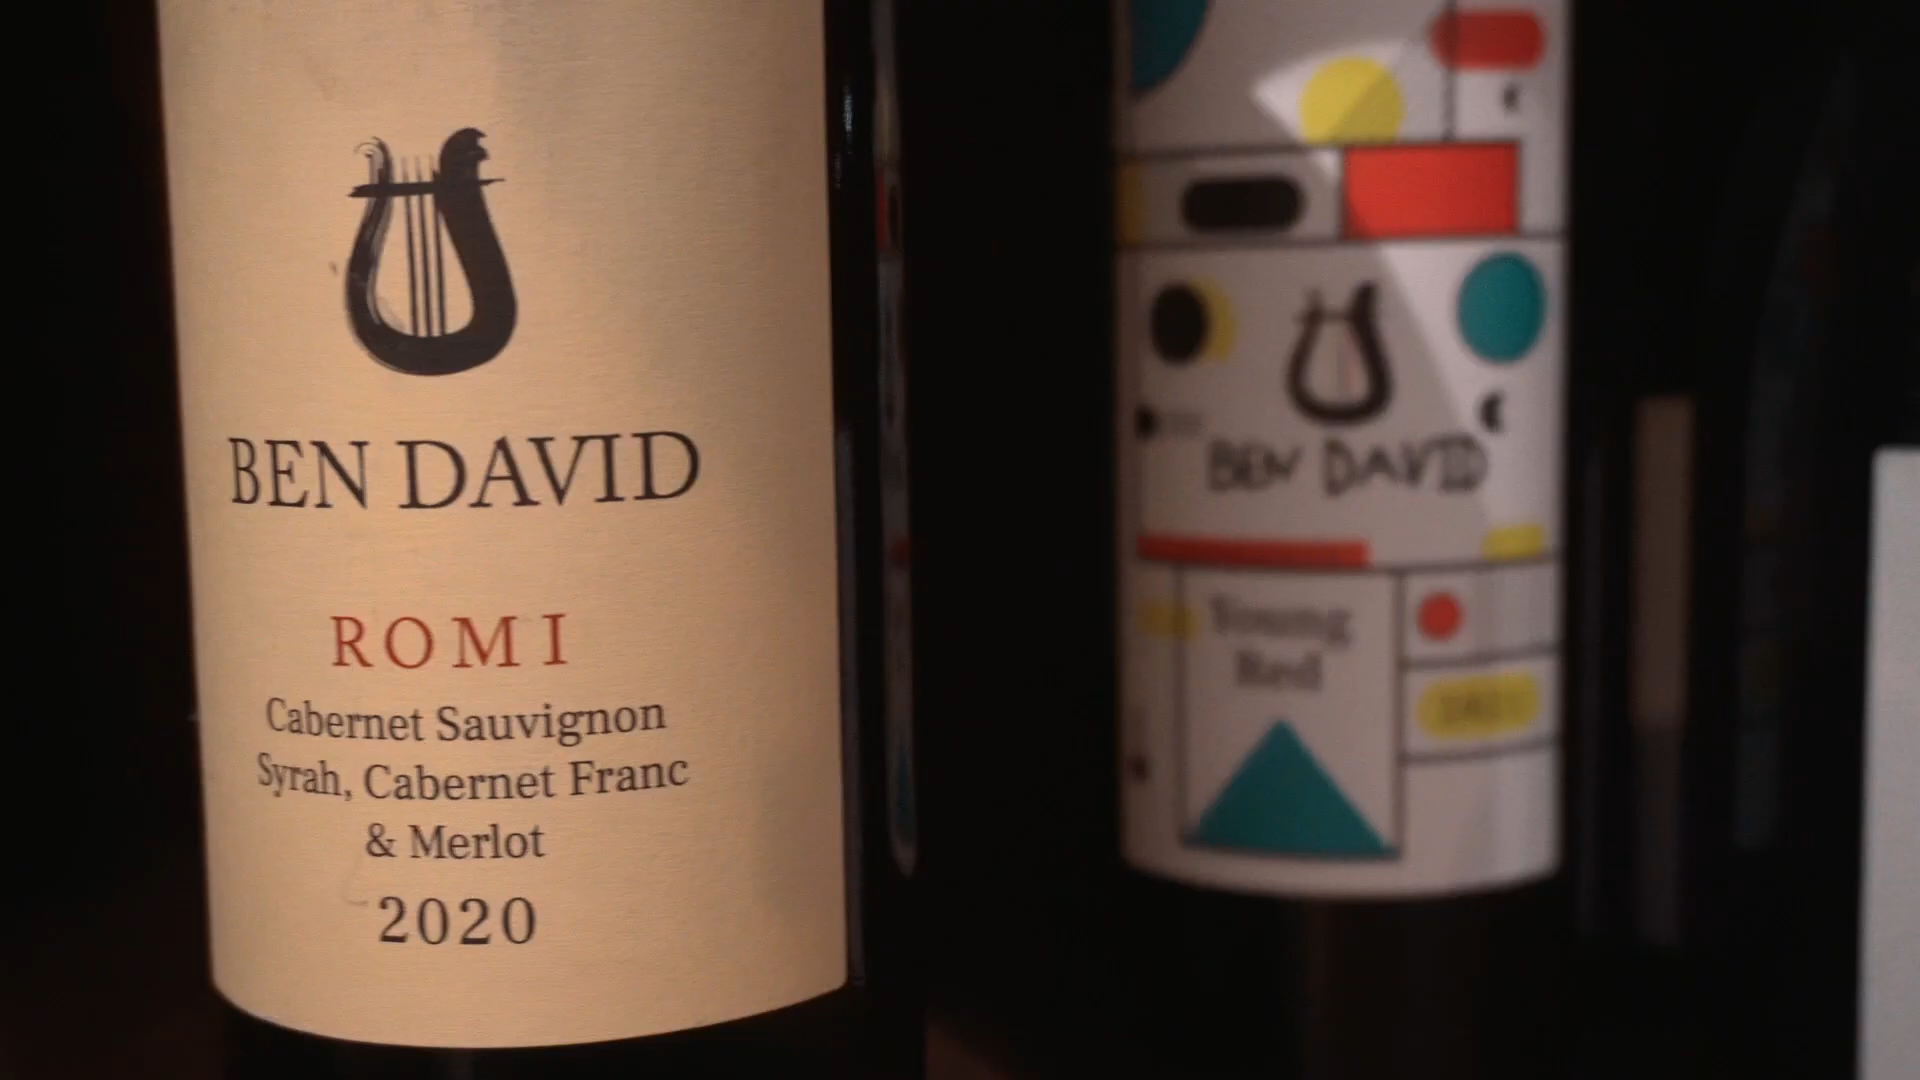 BEN DAVID
ROMI
Cabernet Sauvignon
Syrah, Cabernet Franc
& Merlot
2020
BEN DAVID
Young
Red